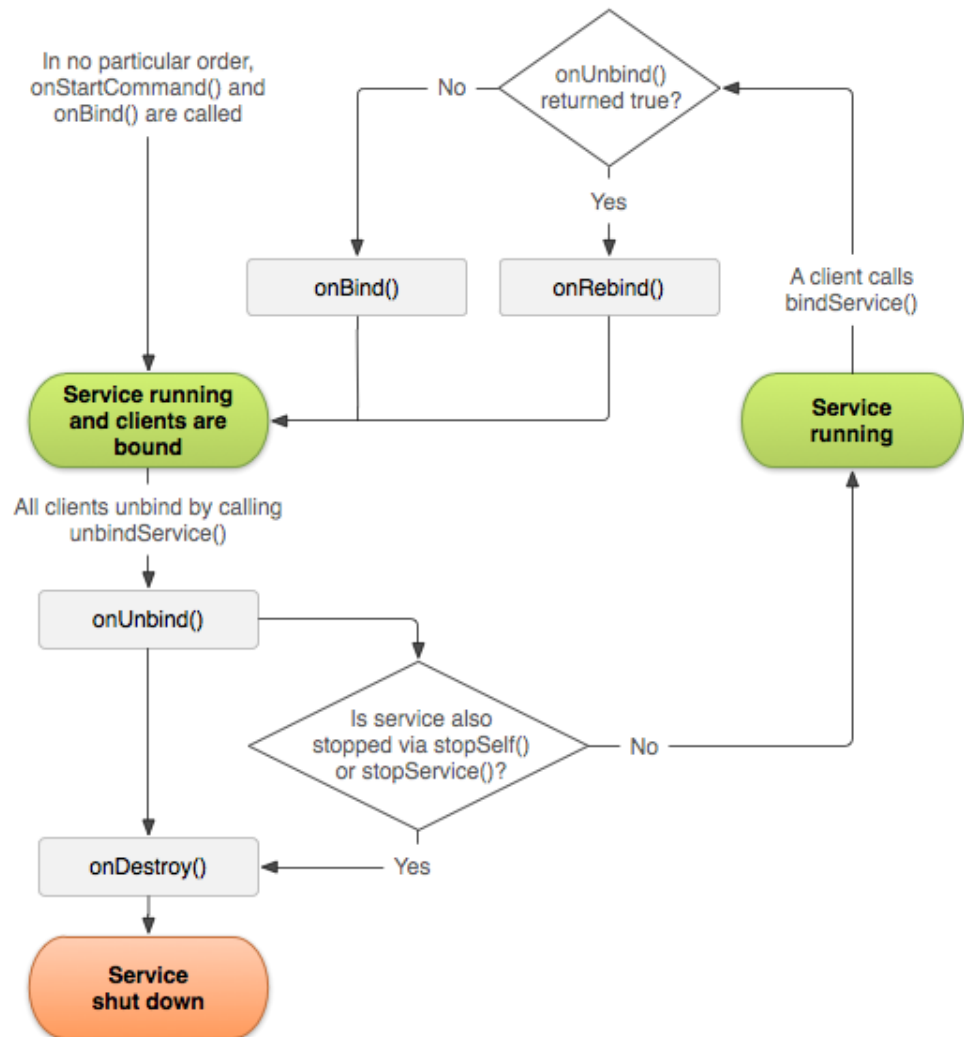 In no particular order,
onStartCommand() and
onBind() are called
onUnbind()
returned true?
No
Yes
onBind()
onRebind()
A client calls
bindService()
Service running
and clients are
bound
Service
running
All clients unbind by calling
unbindService()
onUnbind()
Is service also
stopped via stopSelf()
or stopService()?
No
Yes
onDestroy()
Service
shut down